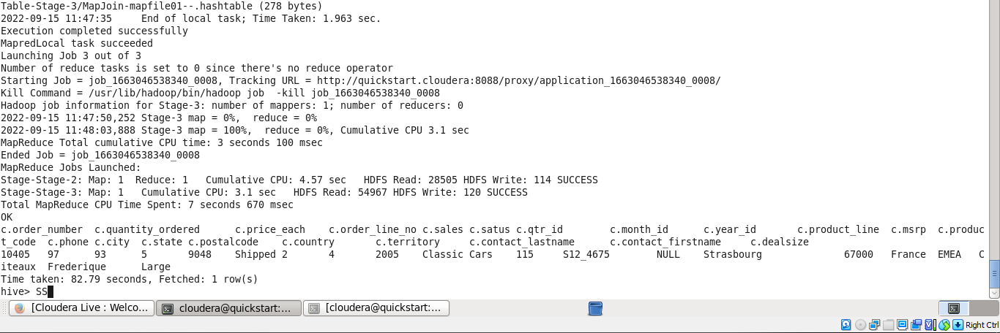 Table-Stage-3/MapJoin-mapfile01--.hashtable (278 bytes)
2022-09-15 11:47:35     End of local task; Time Taken: 1.963 sec.
Execution completed successfully
MapredLocal task succeeded
Launching Job 3 out of 3
Number of reduce tasks is set to 0 since there's no reduce operator
Starting Job = job_1663046538340_0008, Tracking URL = http://quickstart.cloudera:8088/proxy/application_1663046538340_0008/
Kill Command = /usr/lib/hadoop/bin/hadoop job  -kill job_1663046538340_0008
Hadoop job information for Stage-3: number of mappers: 1; number of reducers: 0
2022-09-15 11:47:50,252 Stage-3 map = 0%,  reduce = 0%
2022-09-15 11:48:03,888 Stage-3 map = 100%,  reduce = 0%, Cumulative CPU 3.1 sec
MapReduce Total cumulative CPU time: 3 seconds 100 msec
Ended Job = job_1663046538340_0008
MapReduce Jobs Launched:
Stage-Stage-2: Map: 1  Reduce: 1   Cumulative CPU: 4.57 sec   HDFS Read: 28505 HDFS Write: 114 SUCCESS
Stage-Stage-3: Map: 1   Cumulative CPU: 3.1 sec   HDFS Read: 54967 HDFS Write: 120 SUCCESS
Total MapReduce CPU Time Spent: 7 seconds 670 msec
OK
c.order_number  c.quantity_ordered      c.price_each    c.order_line_no c.sales c.satus c.qtr_id        c.month_id      c.year_id       c.product_line  c.msrp  c.produc
t_code  c.phone c.city  c.state c.postalcode    c.country       c.territory     c.contact_lastname      c.contact_firstname     c.dealsize
10405   97      93      5       9048    Shipped 2       4       2005    Classic Cars    115     S12_4675        NULL    Strasbourg              67000   France  EMEA    C
iteaux  Frederique      Large
Time taken: 82.79 seconds, Fetched: 1 row(s)
hive> SS
[Cloudera Live : Welco... cloudera@quickstart:... [cloudera@quickstart:...
Right Ctrl